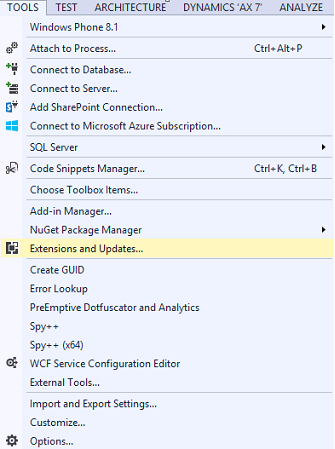 TOOLS TEST ARCHITECTURE DYNAMICS 'AX 7' ANALYZE
Windows Phone 8.1
Attach to Process... Ctrl+Alt+P
Connect to Database...
Connect to Server...
Add SharePoint Connection...
Connect to Microsoft Azure Subscription...
SQL Server
Code Snippets Manager... Ctrl+K, Ctrl+B
Choose Toolbox Items...
Add-in Manager...
NuGet Package Manager
Extensions and Updates...
Create GUID
Error Lookup
PreEmptive Dotfuscator and Analytics
Spy++
Spy++ (x64)
WCF Service Configuration Editor
External Tools...
Import and Export Settings...
Customize...
Options...